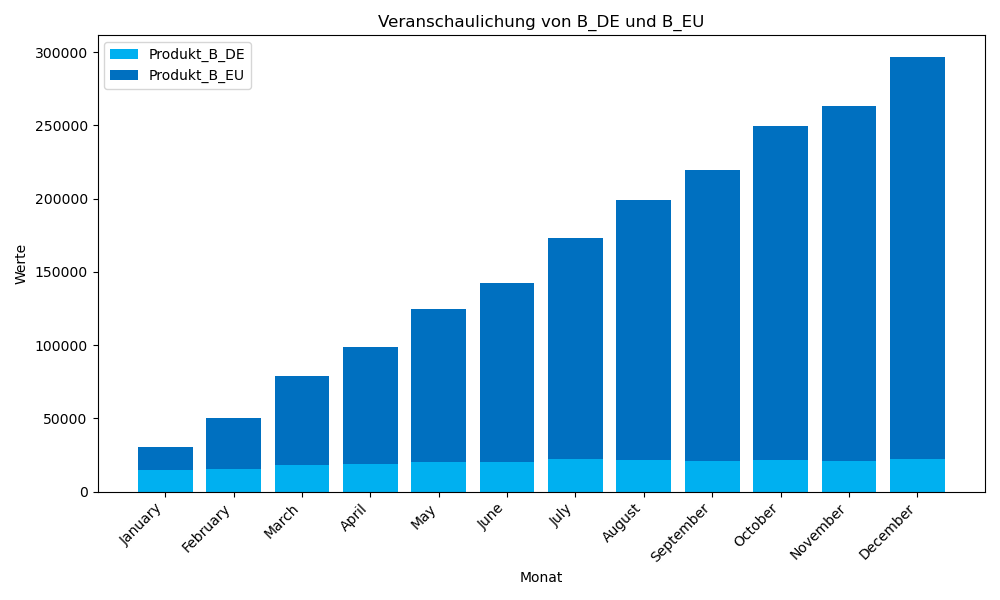 Veranschaulichung von B_DE und B_EU
Produkt_B_DE
Produkt_B_EU
300000
250000
200000
150000
100000
50000
0
Werte
January
February
March
April
May
June
July
August
September
October
November
December
Monat